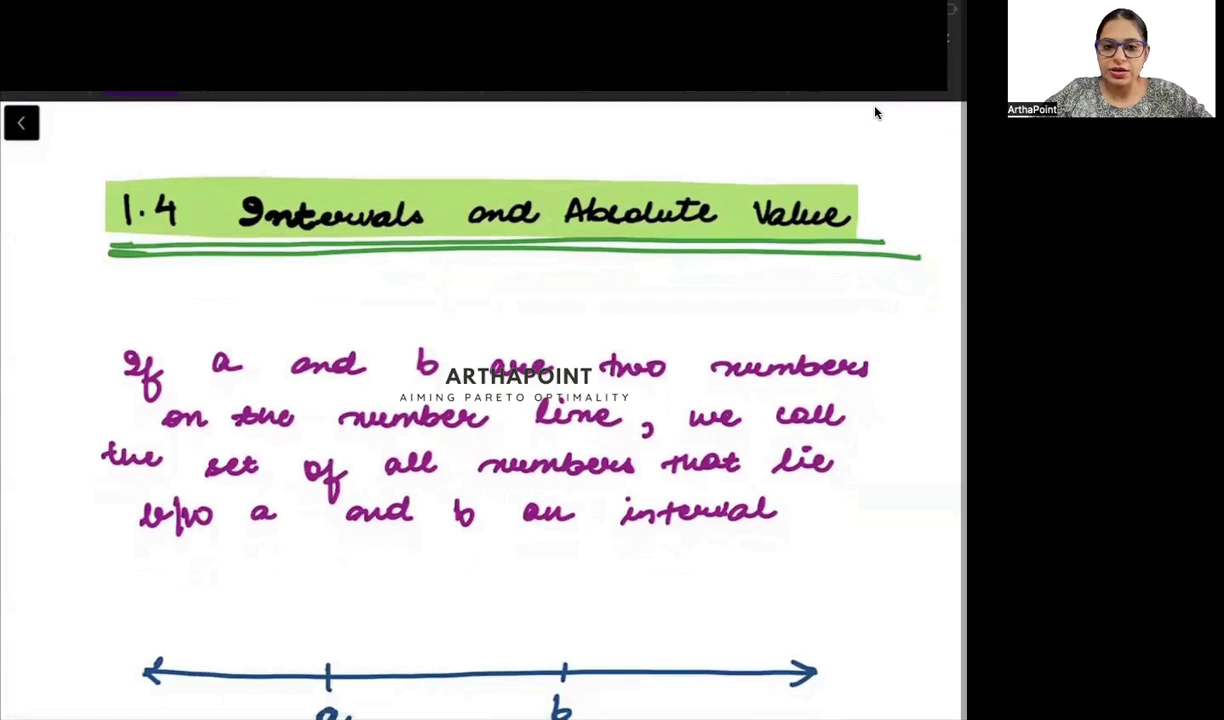 ArthaPoint
1.4 Intervals and Absolute Value
If a and b are two numbers
on the number line, we call
the set of all numbers that lie
b/w a and b an interval
ARTHAPOINT
AIMING PARETO OPTIMALITY
a b